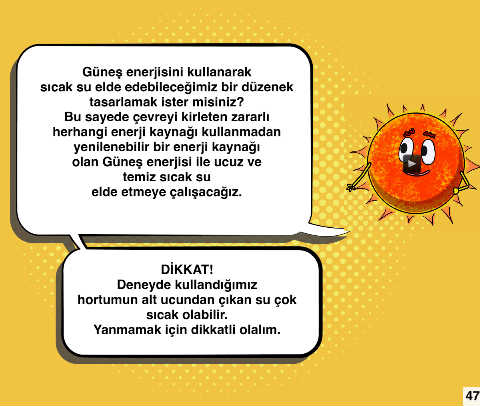 Güneş enerjisini kullanarak
sıcak su elde edebileceğimiz bir düzenek
tasarlamak ister misiniz?
Bu sayede çevreyi kirleten zararlı
herhangi enerji kaynağı kullanmadan
yenilenebilir bir enerji kaynağı
olan Güneş enerjisi ile ucuz ve
temiz sıcak su
elde etmeye çalışacağız.
DİKKAT!
Deneyde kullandığımız
hortumun alt ucundan çıkan su çok
sıcak olabilir.
Yanmamak için dikkatli olalım.
47